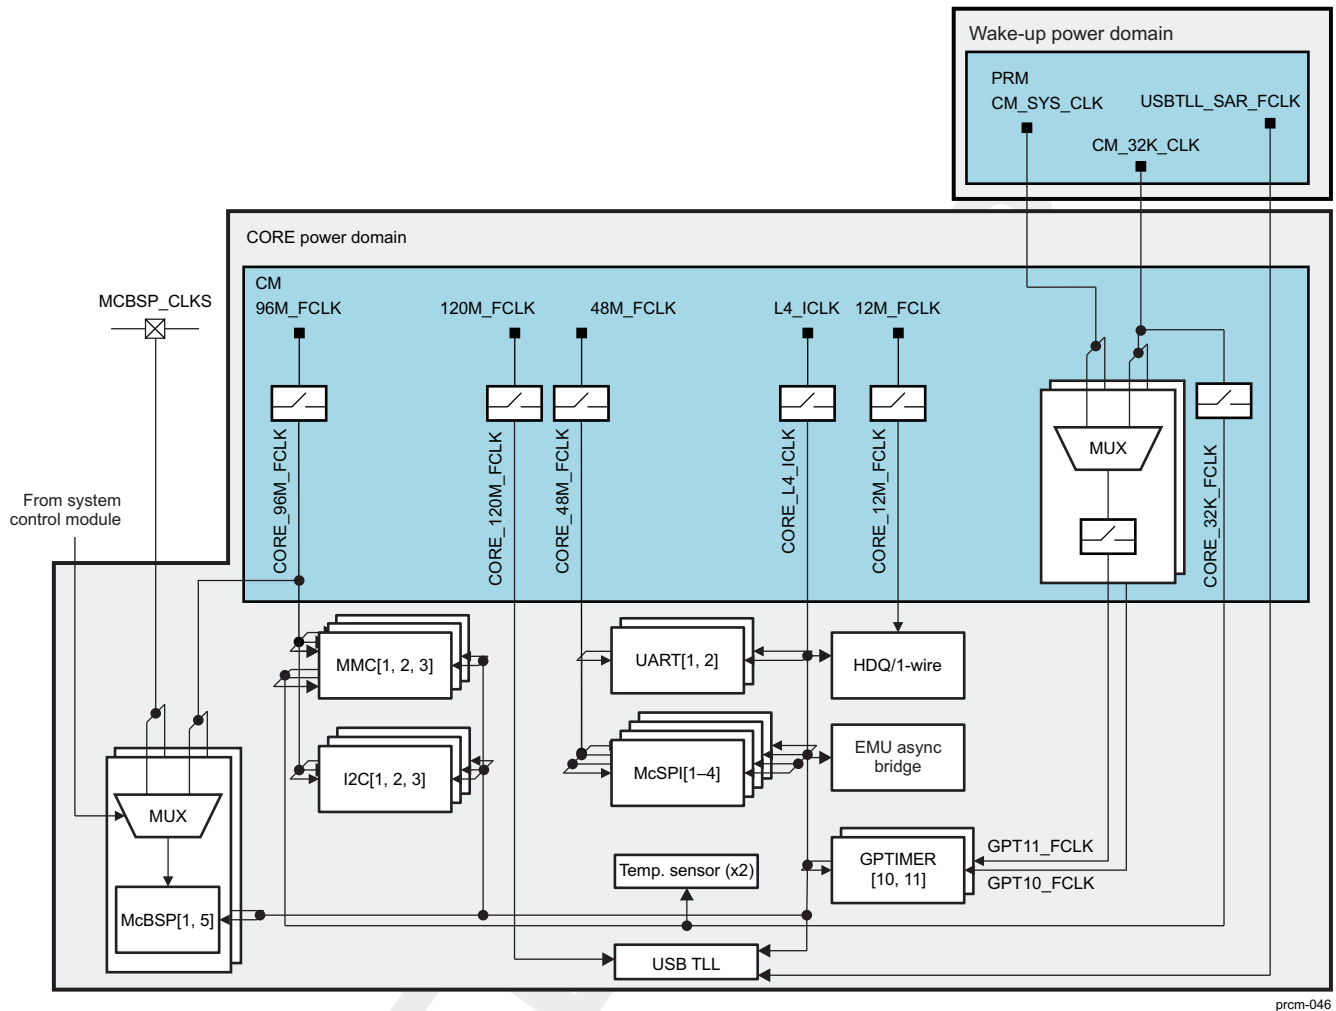 Wake-up power domain
PRM
CM_SYS_CLK
USBTLL_SAR_FCLK
CM_32K_CLK
CORE power domain
CM
MCBSP_CLKS
96M_FCLK
120M_FCLK
48M_FCLK
L4_ICLK
12M_FCLK
CORE_96M_FCLK
CORE_120M_FCLK
CORE_48M_FCLK
CORE_L4_ICLK
CORE_12M_FCLK
MUX
CORE_32K_FCLK
From system
control module
MMC[1, 2, 3]
UART[1, 2]
HDQ/1-wire
I2C[1, 2, 3]
McSPI[1–4]
EMU async
bridge
MUX
GPTIMER
[10, 11]
GPT11_FCLK
GPT10_FCLK
Temp. sensor (x2)
McBSP[1, 5]
USB TLL
prcm-046